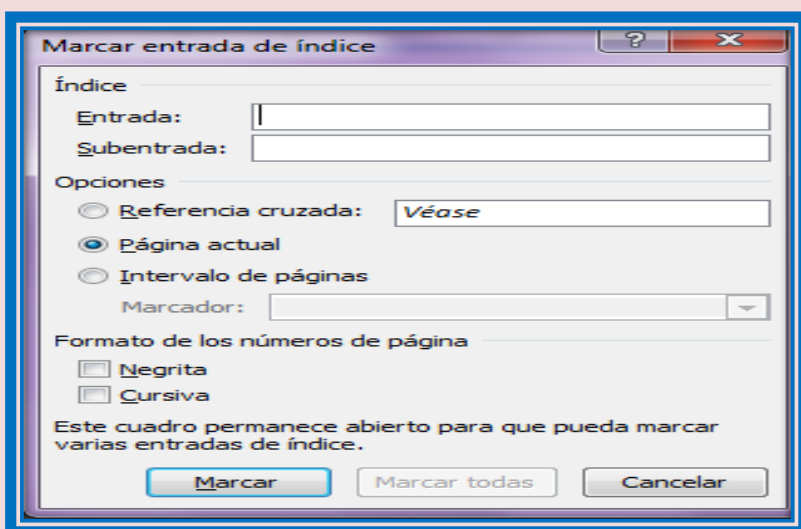 Marcar entrada de índice
Índice
Entrada:
Subentrada:
Opciones
Referencia cruzada: Véase
Página actual
Intervalo de páginas
Marcador:
Formato de los números de página
Negrita
Cursiva
Este cuadro permanece abierto para que pueda marcar
varias entradas de índice.
Marcar Marcar todas Cancelar